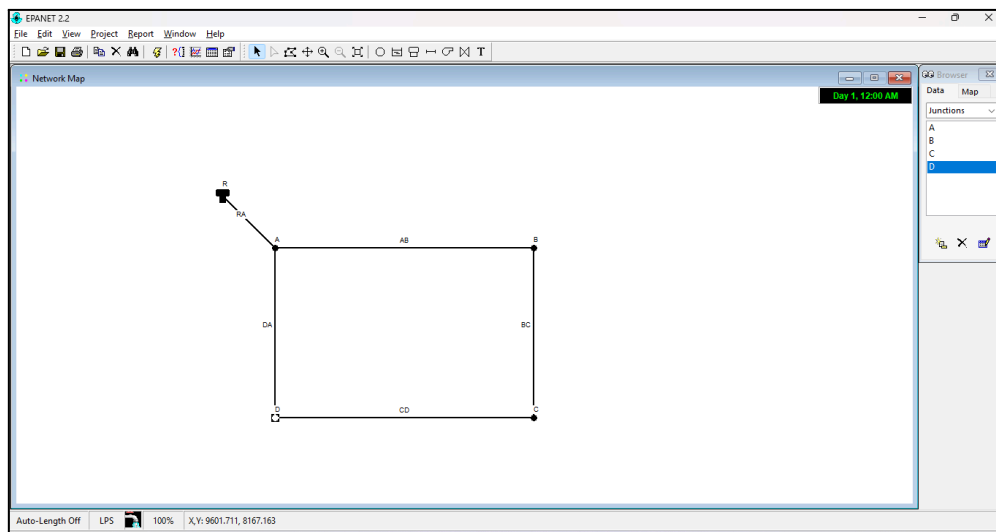 EPANET 2.2
File Edit View Project Report Window Help
T
Network Map
Day 1, 12:00 AM
Browser
Data Map
Junctions
A
B
C
D
R
RA
A
AB
B
DA
BC
D
CD
C
Auto-Length Off LPS 100% X,Y: 9601.711, 8167.163